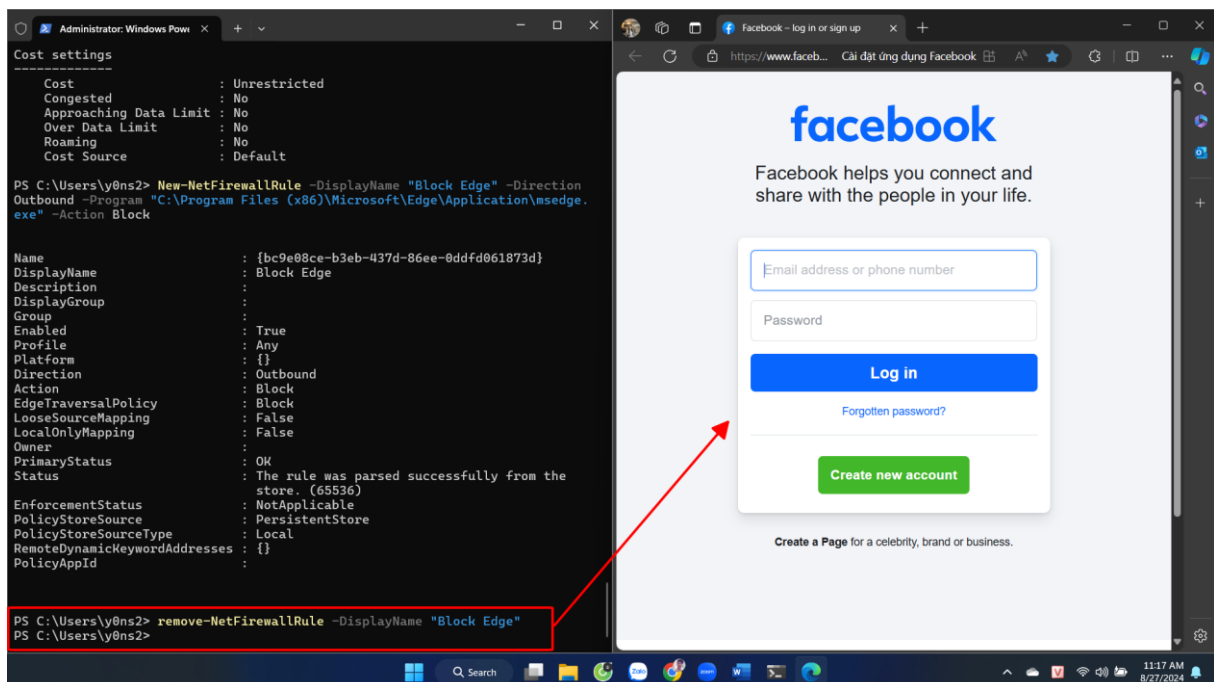 Administrator: Windows Powe
Cost settings
-------------
Cost : Unrestricted
Congested : No
Approaching Data Limit : No
Over Data Limit : No
Roaming : No
Cost Source : Default
PS C:\Users\y0ns2> New-NetFirewallRule -DisplayName "Block Edge" -Direction
Outbound -Program "C:\Program Files (x86)\Microsoft\Edge\Application\msedge.
exe" -Action Block
Name : {bc9e08ce-b3eb-437d-86ee-0ddfd061873d}
DisplayName : Block Edge
Description :
DisplayGroup :
Group :
Enabled : True
Profile : Any
Platform : {}
Direction : Outbound
Action : Block
EdgeTraversalPolicy : Block
LooseSourceMapping : False
LocalOnlyMapping : False
Owner :
PrimaryStatus : OK
Status : The rule was parsed successfully from the
store. (65536)
EnforcementStatus : NotApplicable
PolicyStoreSource : PersistentStore
PolicyStoreSourceType : Local
RemoteDynamicKeywordAddresses : {}
PolicyAppId :
PS C:\Users\y0ns2> remove-NetFirewallRule -DisplayName "Block Edge"
PS C:\Users\y0ns2>
Facebook – log in or sign up
https://www.faceb... Cài đặt ứng dụng Facebook
facebook
Facebook helps you connect and
share with the people in your life.
Email address or phone number
Password
Log in
Forgotten password?
Create new account
Create a Page for a celebrity, brand or business.
Search
Zalo
zoom
V
11:17 AM
8/27/2024